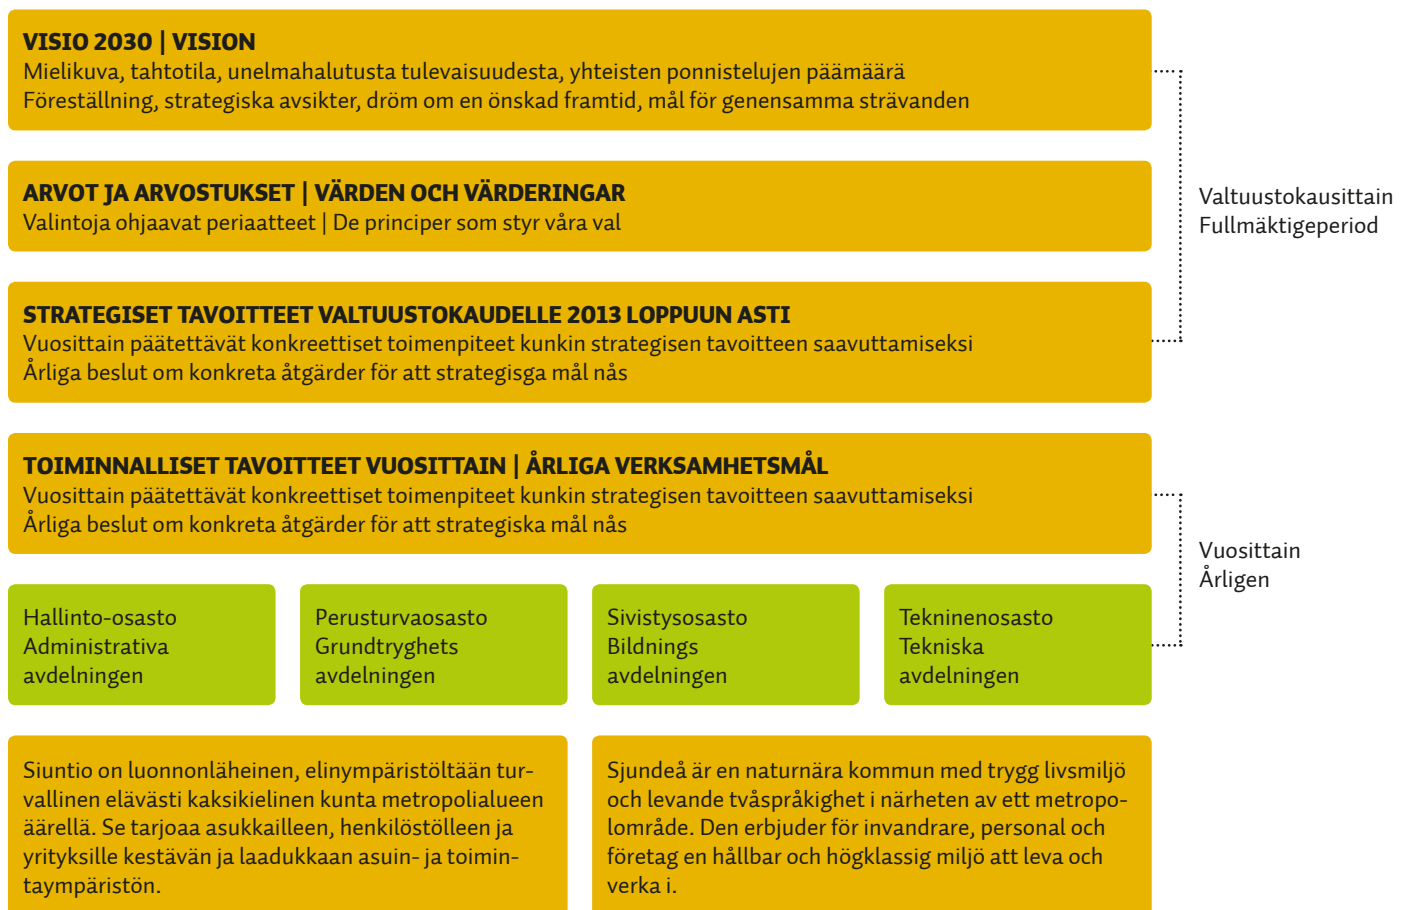 VISIO 2030 | VISION
Mielikuva, tahtotila, unelmahalutusta tulevaisuudesta, yhteisten ponnistelujen päämäärä
Föreställning, strategiska avsikter, dröm om en önskad framtid, mål för genensamma strävanden
ARVOT JA ARVOSTUKSET | VÄRDEN OCH VÄRDERINGAR
Valintoja ohjaavat periaatteet | De principer som styr våra val
Valtuustokausittain
Fullmäktigeperiod
STRATEGISET TAVOITTEET VALTUUSTOKAUDELLE 2013 LOPPUUN ASTI
Vuosittain päätettävät konkreettiset toimenpiteet kunkin strategisen tavoitteen saavuttamiseksi
Årliga beslut om konkreta åtgärder för att strategisga mål nås
TOIMINNALLISET TAVOITTEET VUOSITTAIN | ÅRLIGA VERKSAMHETSMÅL
Vuosittain päätettävät konkreettiset toimenpiteet kunkin strategisen tavoitteen saavuttamiseksi
Årliga beslut om konkreta åtgärder för att strategiska mål nås
Vuosittain
Årligen
Hallinto-osasto
Administrativa
avdelningen
Perusturvaosasto
Grundtryghets
avdelningen
Sivistysosasto
Bildnings
avdelningen
Tekninenosasto
Tekniska
avdelningen
Siuntio on luonnonläheinen, elinympäristöltään tur-
vallinen elävästi kaksikielinen kunta metropolialueen
äärellä. Se tarjoaa asukkailleen, henkilöstölleen ja
yrityksille kestävän ja laadukkaan asuin- ja toimin-
taympäristön.
Sjundeå är en naturnära kommun med trygg livsmiljö
och levande tvåspråkighet i närheten av ett metropo-
lområde. Den erbjuder för invandrare, personal och
företag en hållbar och högklassig miljö att leva och
verka i.